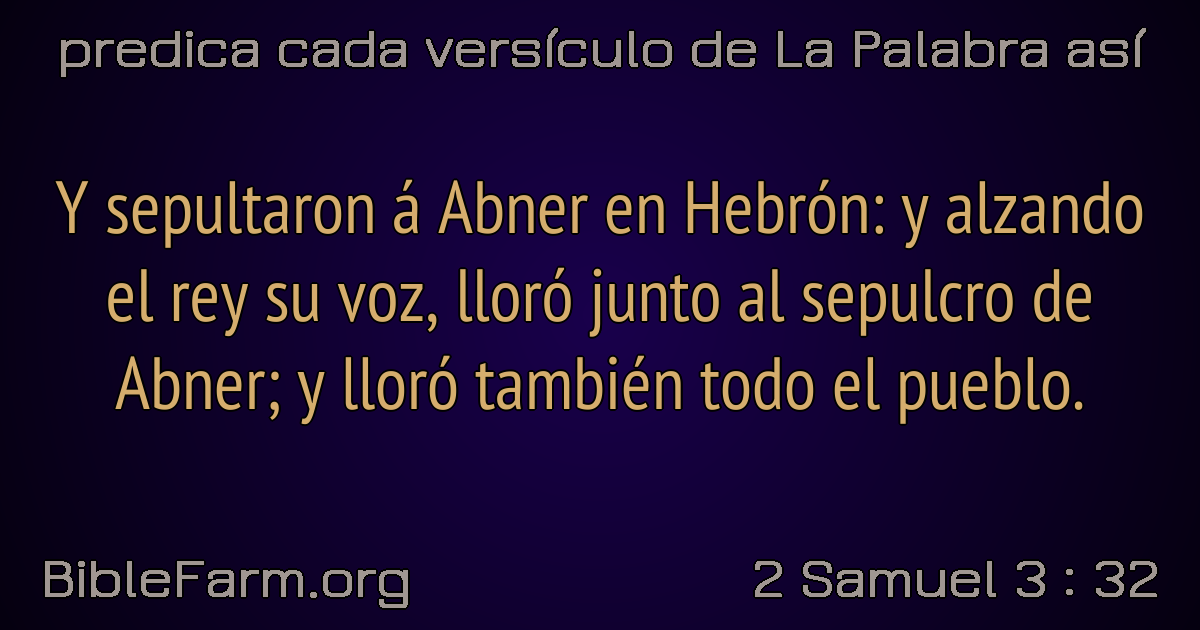 predica cada versículo de La Palabra así
Y sepultaron á Abner en Hebrón: y alzando
el rey su voz, lloró junto al sepulcro de
Abner; y lloró también todo el pueblo.
BibleFarm.org
2 Samuel 3 : 32